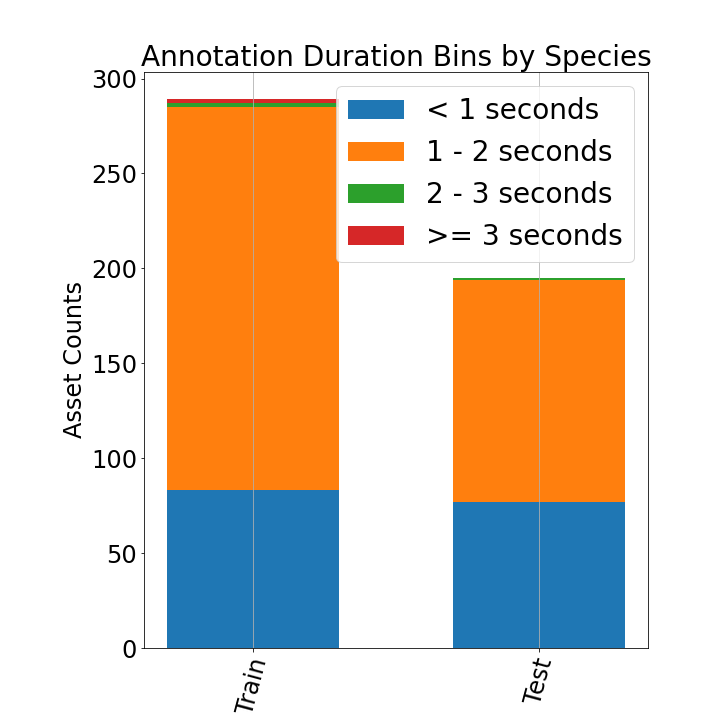 Annotation Duration Bins by Species
< 1 seconds
1 - 2 seconds
2 - 3 seconds
>= 3 seconds
Asset Counts
300
250
200
150
100
50
0
Train
Test